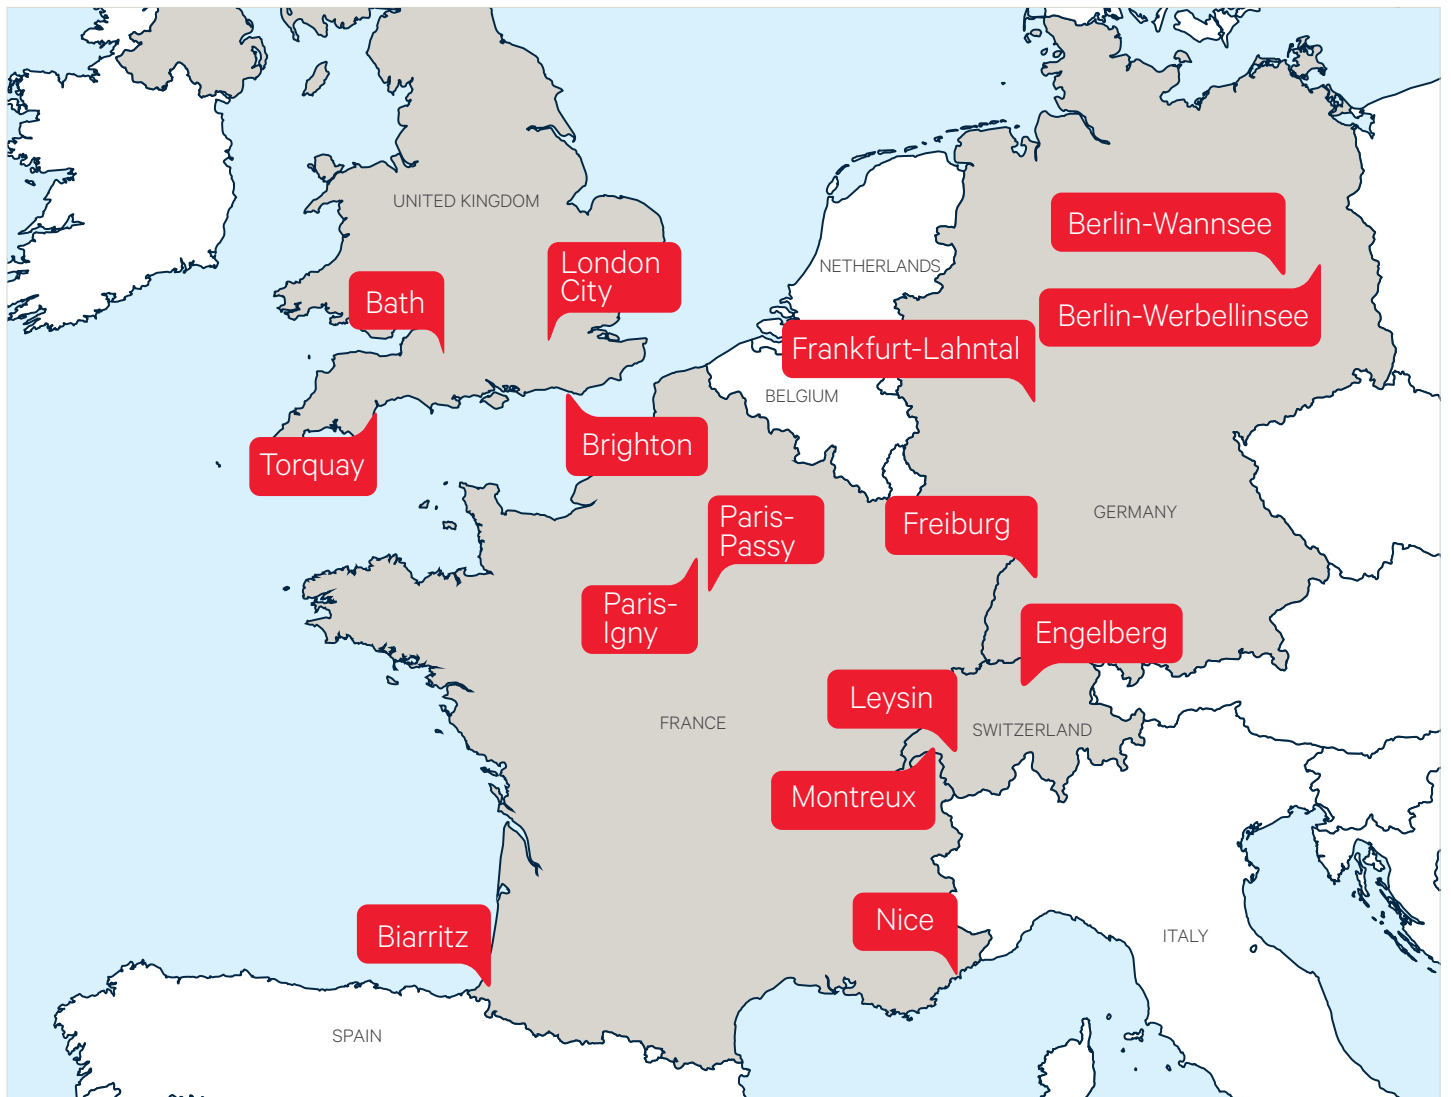 UNITED KINGDOM
Berlin-Wannsee
London
City
NETHERLANDS
Bath
Berlin-Werbellinsee
Frankfurt-Lahntal
BELGIUM
Brighton
Torquay
Paris-
Passy
Freiburg
GERMANY
Paris-
Igny
Engelberg
Leysin
FRANCE
SWITZERLAND
Montreux
Nice
Biarritz
ITALY
SPAIN